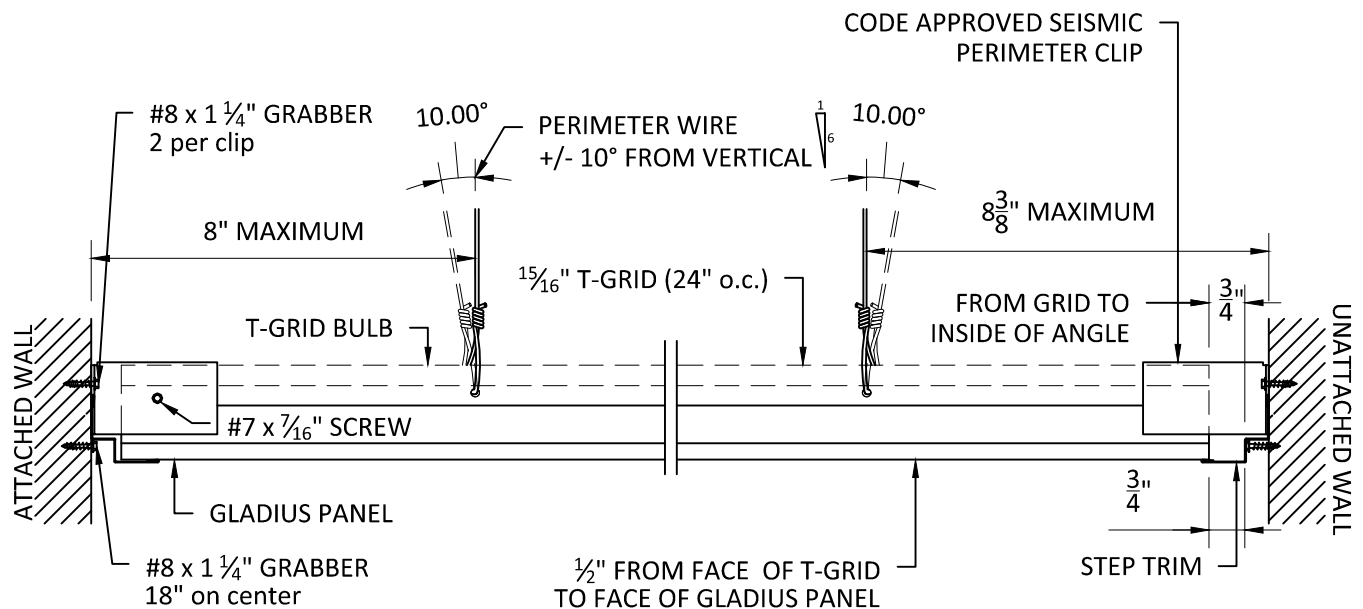 CODE APPROVED SEISMIC
PERIMETER CLIP
#8 x 1 ¼" GRABBER
2 per clip
10.00°
PERIMETER WIRE
+/- 10° FROM VERTICAL
1
6
10.00°
8" MAXIMUM
8 3/8" MAXIMUM
15⁄16" T-GRID (24" o.c.)
T-GRID BULB
FROM GRID TO
INSIDE OF ANGLE
3/4"
ATTACHED WALL
UNATTACHED WALL
#7 x 7⁄16" SCREW
GLADIUS PANEL
3/4"
#8 x 1 ¼" GRABBER
18" on center
½" FROM FACE OF T-GRID
TO FACE OF GLADIUS PANEL
STEP TRIM